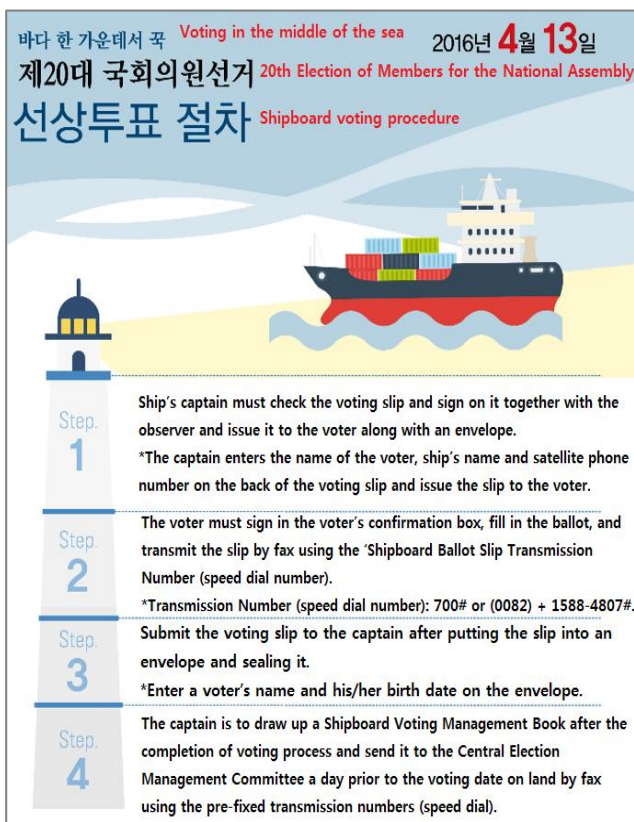 바다 한 가운데서 꾹 Voting in the middle of the sea 2016년 4월 13일
제20대 국회의원선거 20th Election of Members for the National Assembly
선상투표 절차 Shipboard voting procedure
Step.
1
Ship's captain must check the voting slip and sign on it together with the
observer and issue it to the voter along with an envelope.
*The captain enters the name of the voter, ship's name and satellite phone
number on the back of the voting slip and issue the slip to the voter.
Step.
2
The voter must sign in the voter's confirmation box, fill in the ballot, and
transmit the slip by fax using the 'Shipboard Ballot Slip Transmission
Number (speed dial number).
*Transmission Number (speed dial number): 700# or (0082) + 1588-4807#.
Step.
3
Submit the voting slip to the captain after putting the slip into an
envelope and sealing it.
*Enter a voter's name and his/her birth date on the envelope.
Step.
4
The captain is to draw up a Shipboard Voting Management Book after the
completion of voting process and send it to the Central Election
Management Committee a day prior to the voting date on land by fax
using the pre-fixed transmission numbers (speed dial).